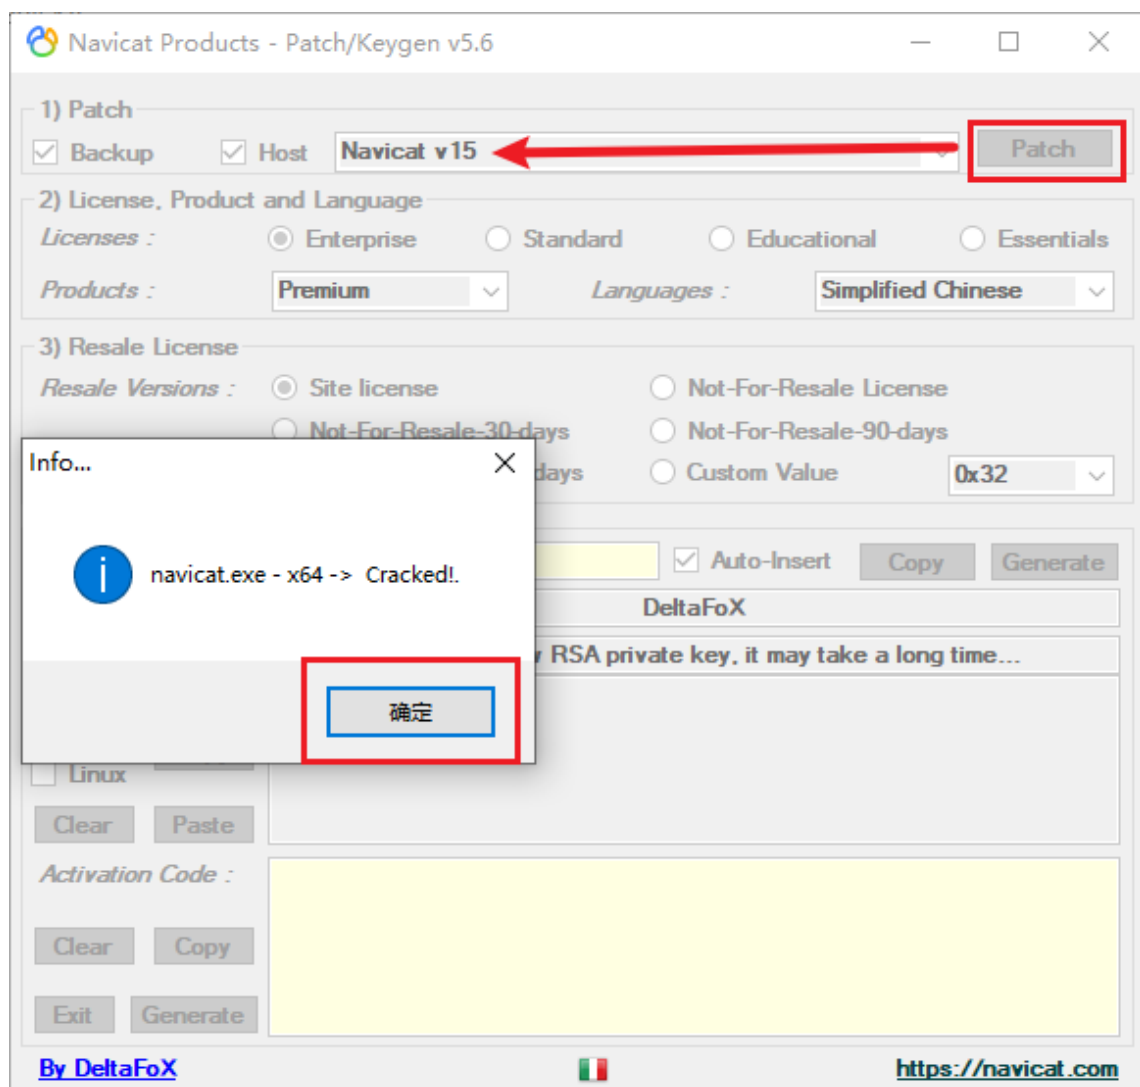 Navicat Products - Patch/Keygen v5.6
1) Patch
Backup Host Navicat v15 Patch
2) License, Product and Language
Licenses : Enterprise Standard Educational Essentials
Products : Premium Languages : Simplified Chinese
3) Resale License
Resale Versions : Site license Not-For-Resale License
Not-For-Resale-30-days Not-For-Resale-90-days
Info... days Custom Value 0x32
navicat.exe - x64 -> Cracked!.
Auto-Insert Copy Generate
DeltaFoX
RSA private key, it may take a long time...
确定
Linux
Clear Paste
Activation Code :
Clear Copy
Exit Generate
By DeltaFoX https://navicat.com